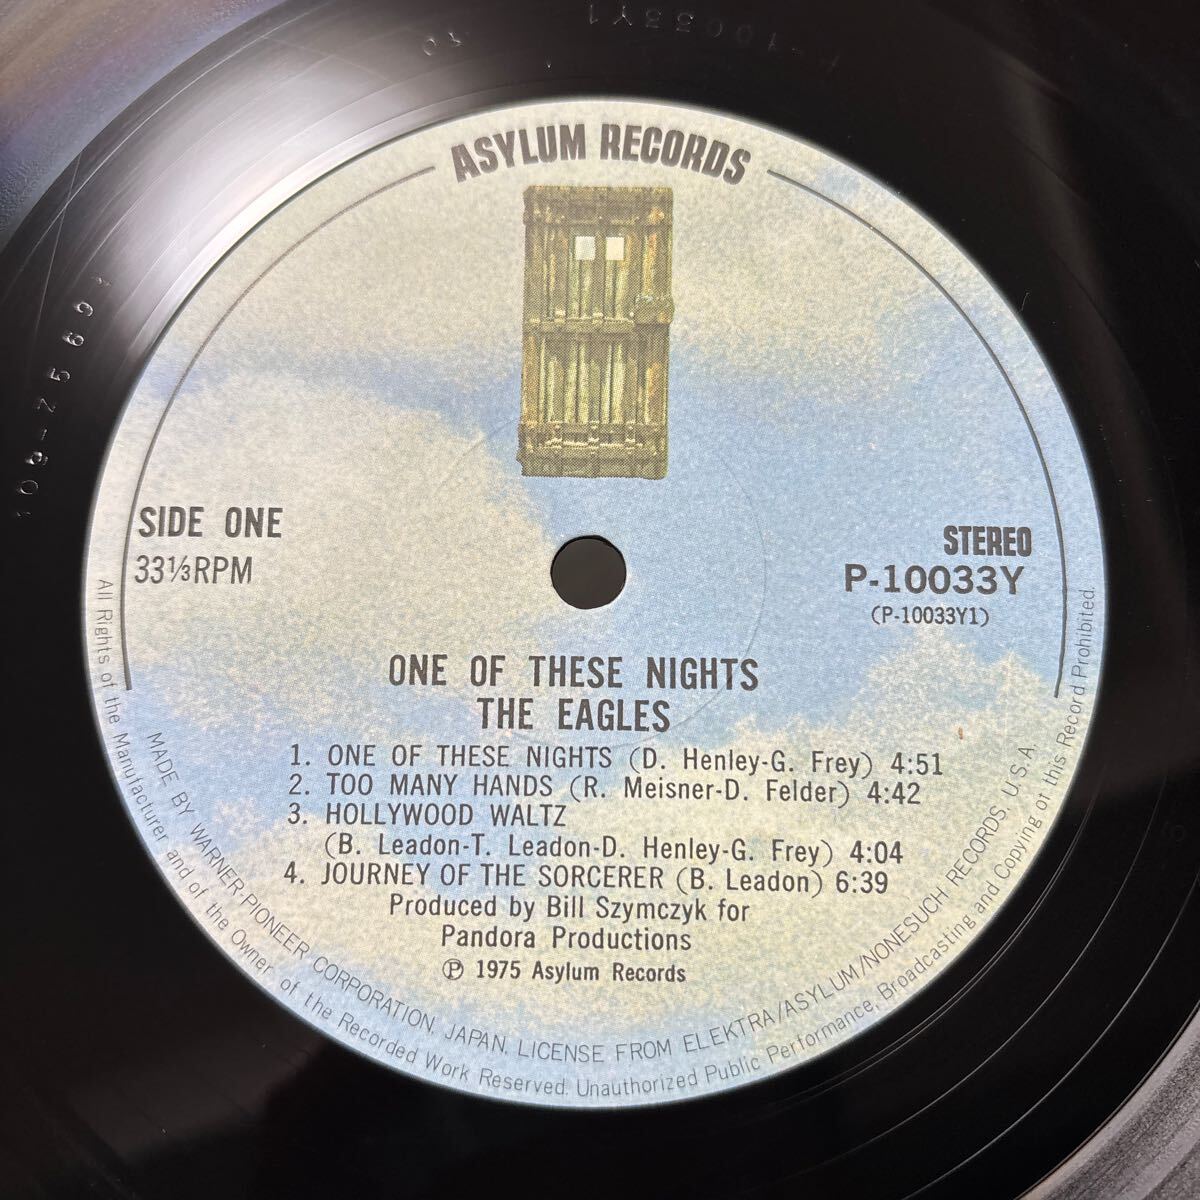 ASYLUM RECORDS
SIDE ONE
33⅓RPM
STEREO
P-10033Y
(P-10033Y1)
ONE OF THESE NIGHTS
THE EAGLES
1. ONE OF THESE NIGHTS (D. Henley-G. Frey) 4:51
2. TOO MANY HANDS (R. Meisner-D. Felder) 4:42
3. HOLLYWOOD WALTZ
(B. Leadon-T. Leadon-D. Henley-G. Frey) 4:04
4. JOURNEY OF THE SORCERER (B. Leadon) 6:39
Produced by Bill Szymczyk for
Pandora Productions
℗ 1975 Asylum Records
MADE BY WARNER-PIONEER CORPORATION, JAPAN. LICENSE FROM ELEKTRA/ASYLUM/NONESUCH RECORDS, U.S.A.
All Rights of the Manufacturer and of the Owner of the Recorded Work Reserved. Unauthorized Public Performance, Broadcasting and Copying of this Record Prohibited.
P-10033Y1